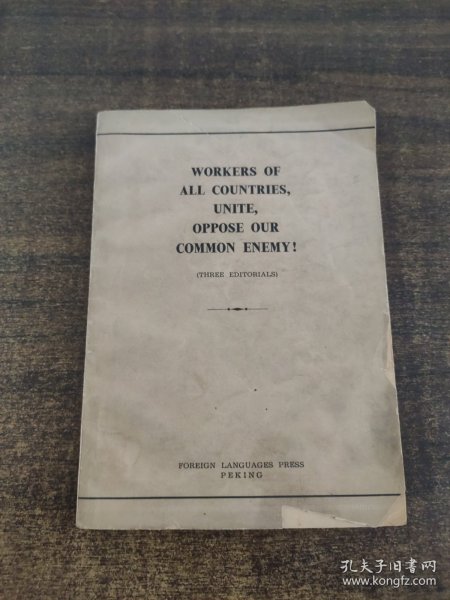 WORKERS OF
ALL COUNTRIES,
UNITE,
OPPOSE OUR
COMMON ENEMY!
(THREE EDITORIALS)
FOREIGN LANGUAGES PRESS
PEKING
孔夫子旧书网
www.kongfz.com